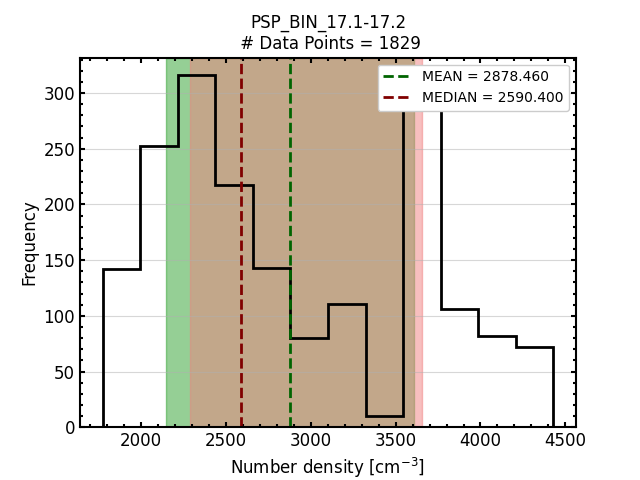 PSP_BIN_17.1-17.2
# Data Points = 1829
MEAN = 2878.460
MEDIAN = 2590.400
300
250
200
150
100
50
0
Frequency
2000 2500 3000 3500 4000 4500
Number density [cm⁻³]